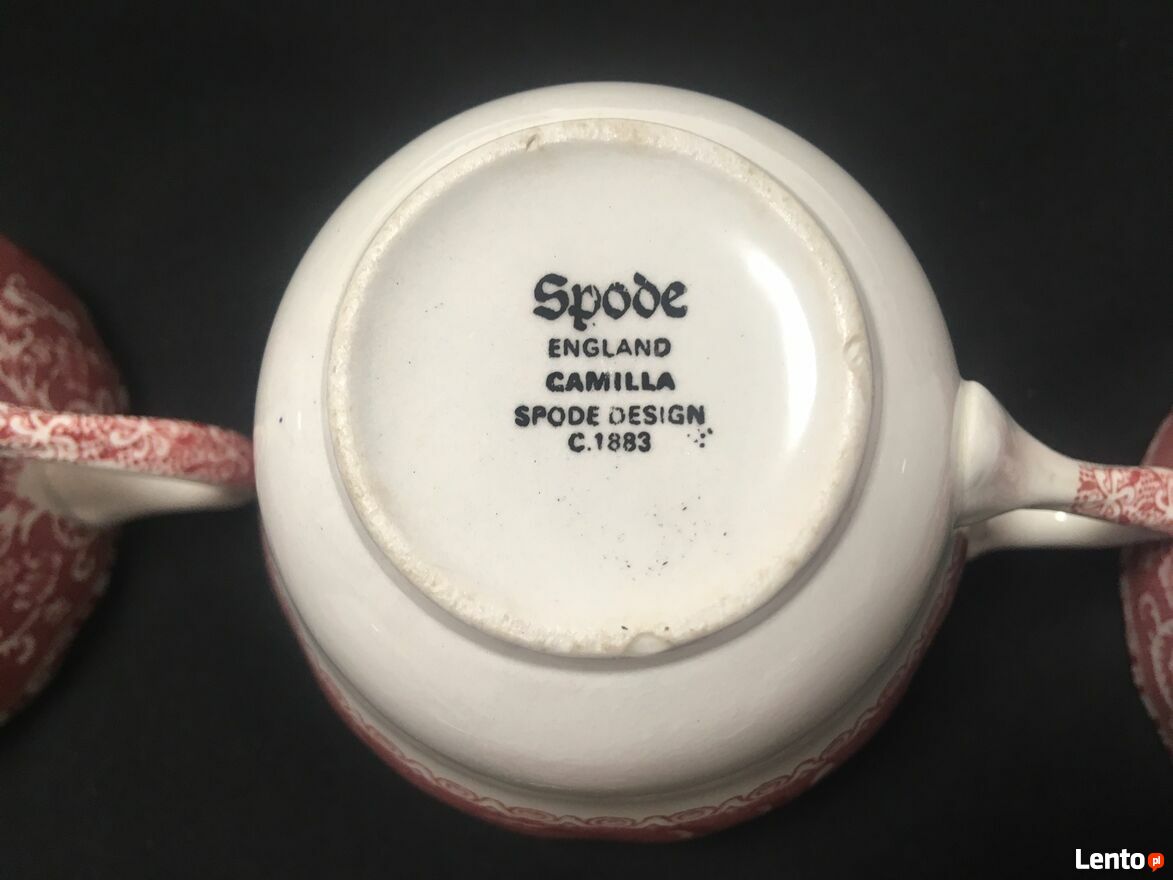 Spode
ENGLAND
CAMILLA
SPODE DESIGN
C.1883
Lento pl